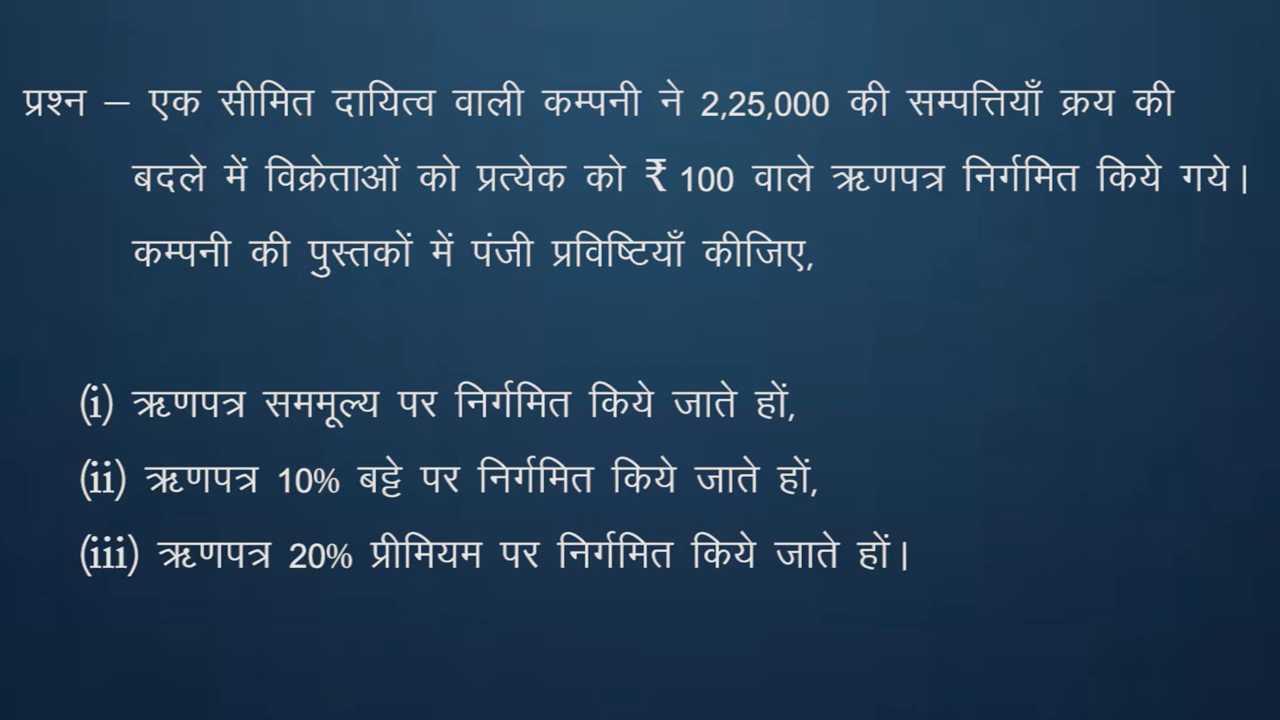 प्रश्न – एक सीमित दायित्व वाली कम्पनी ने 2,25,000 की सम्पत्तियाँ क्रय की
बदले में विक्रेताओं को प्रत्येक को ₹ 100 वाले ऋणपत्र निर्गमित किये गये।
कम्पनी की पुस्तकों में पंजी प्रविष्टियाँ कीजिए,
(i) ऋणपत्र सममूल्य पर निर्गमित किये जाते हों,
(ii) ऋणपत्र 10% बट्टे पर निर्गमित किये जाते हों,
(iii) ऋणपत्र 20% प्रीमियम पर निर्गमित किये जाते हों।